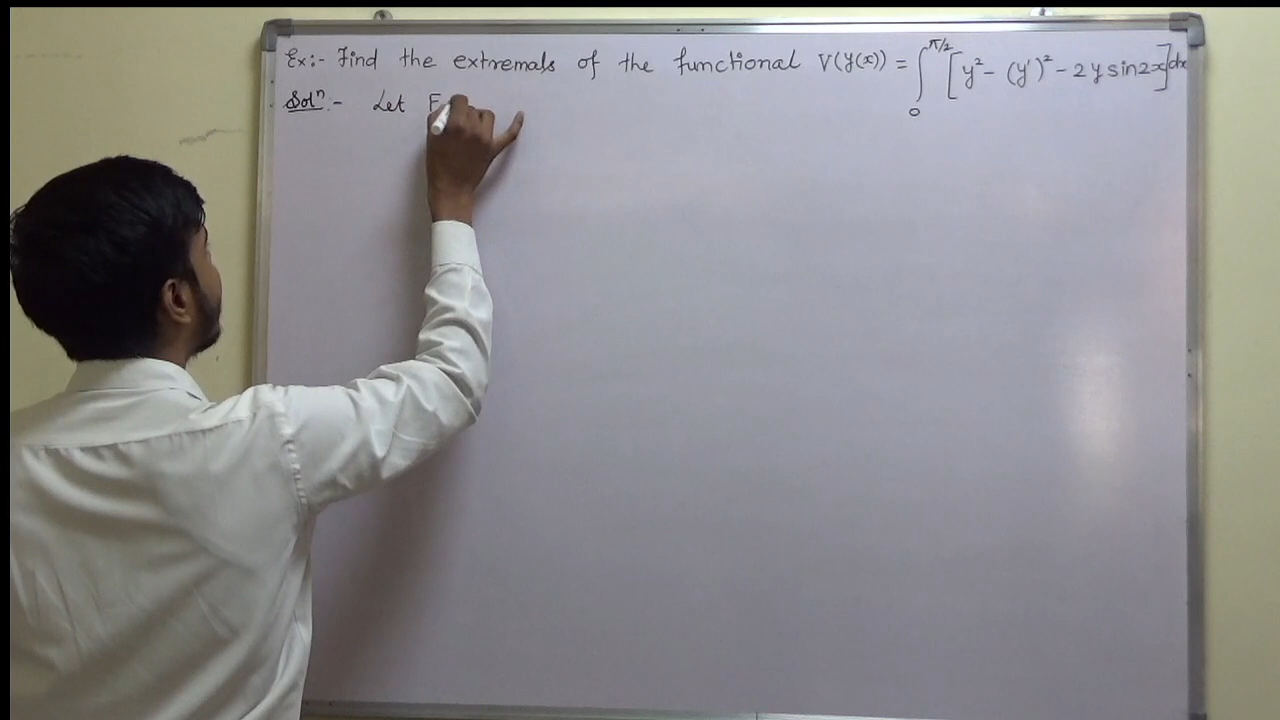 Ex:- Find the extremals of the functional V(y(x)) = ∫₀^{π/2} [y² - (y')² - 2y sin2x] dx
Solⁿ:- Let F